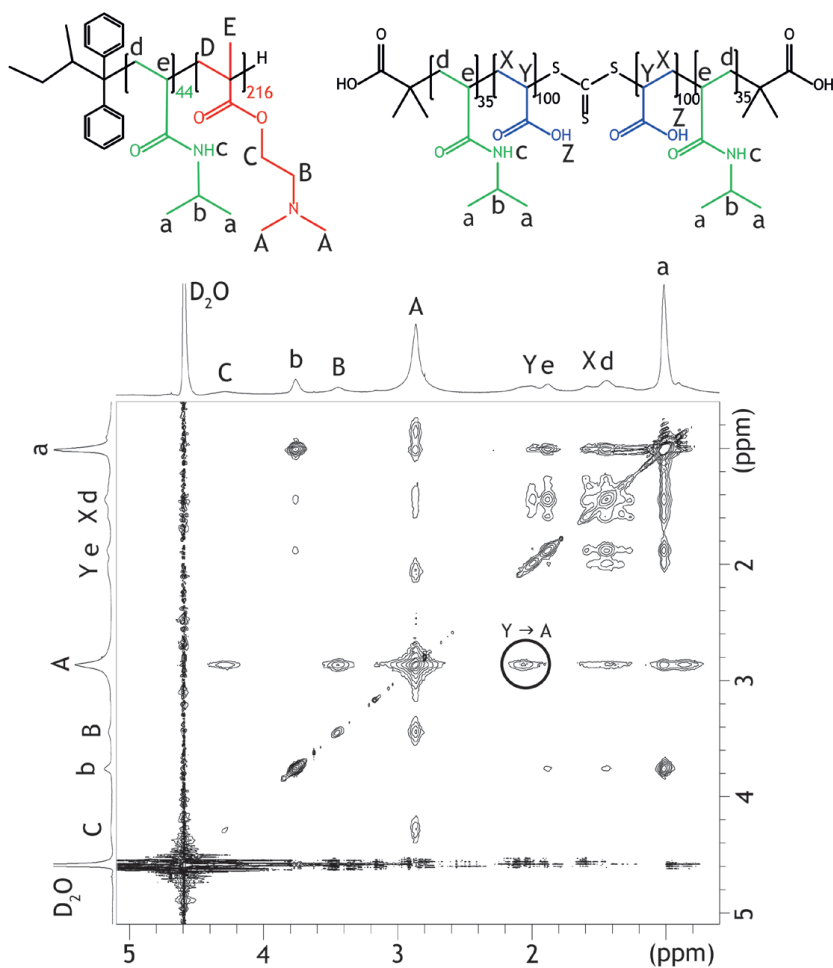 E
d e D H
44 216
O O O
NH c C
B
b N
a a
A A
O O
d X Y S S Y X e d
HO e 35 100 S 100 35 OH
O OH O OH Z
O NH c Z O NH c
a b a a b a
D2O
C b B A Y e X d a
a
X d
Y e
A
B
b
C
D2O
Y → A
(ppm)
2
3
4
5
5 4 3 2 (ppm)